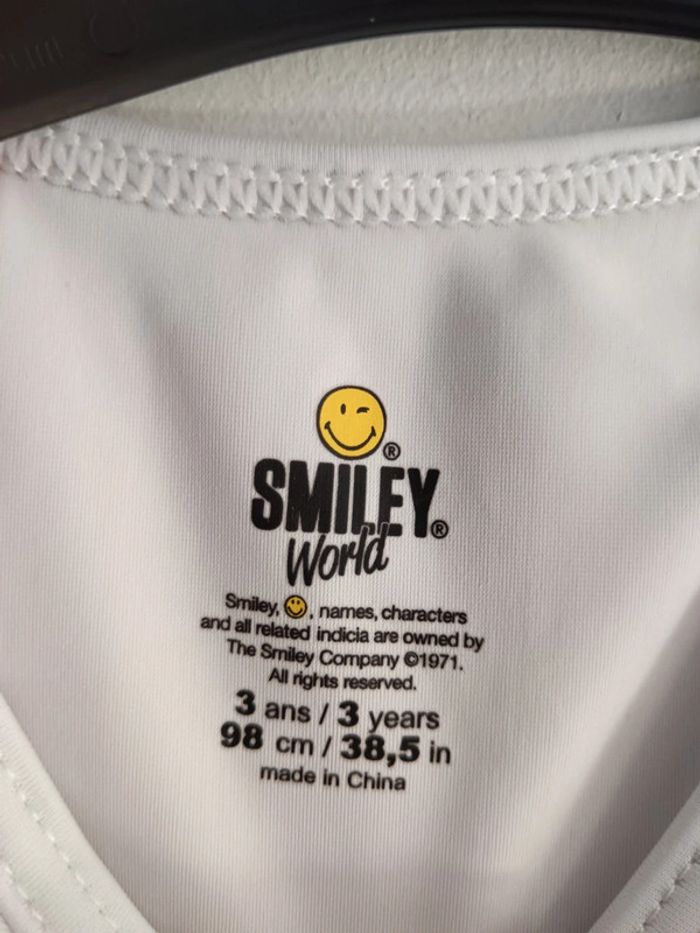 ®
SMILEY®
World
Smiley, , names, characters
and all related indicia are owned by
The Smiley Company ©1971.
All rights reserved.
3 ans / 3 years
98 cm / 38,5 in
made in China